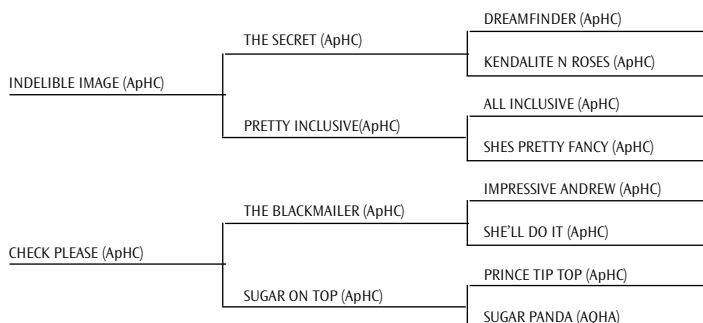 DREAMFINDER (ApHC)
THE SECRET (ApHC)
KENDALITE N ROSES (ApHC)
INDELIBLE IMAGE (ApHC)
ALL INCLUSIVE (ApHC)
PRETTY INCLUSIVE(ApHC)
SHES PRETTY FANCY (ApHC)
IMPRESSIVE ANDREW (ApHC)
THE BLACKMAILER (ApHC)
SHE'LL DO IT (ApHC)
CHECK PLEASE (ApHC)
PRINCE TIP TOP (ApHC)
SUGAR ON TOP (ApHC)
SUGAR PANDA (AQHA)